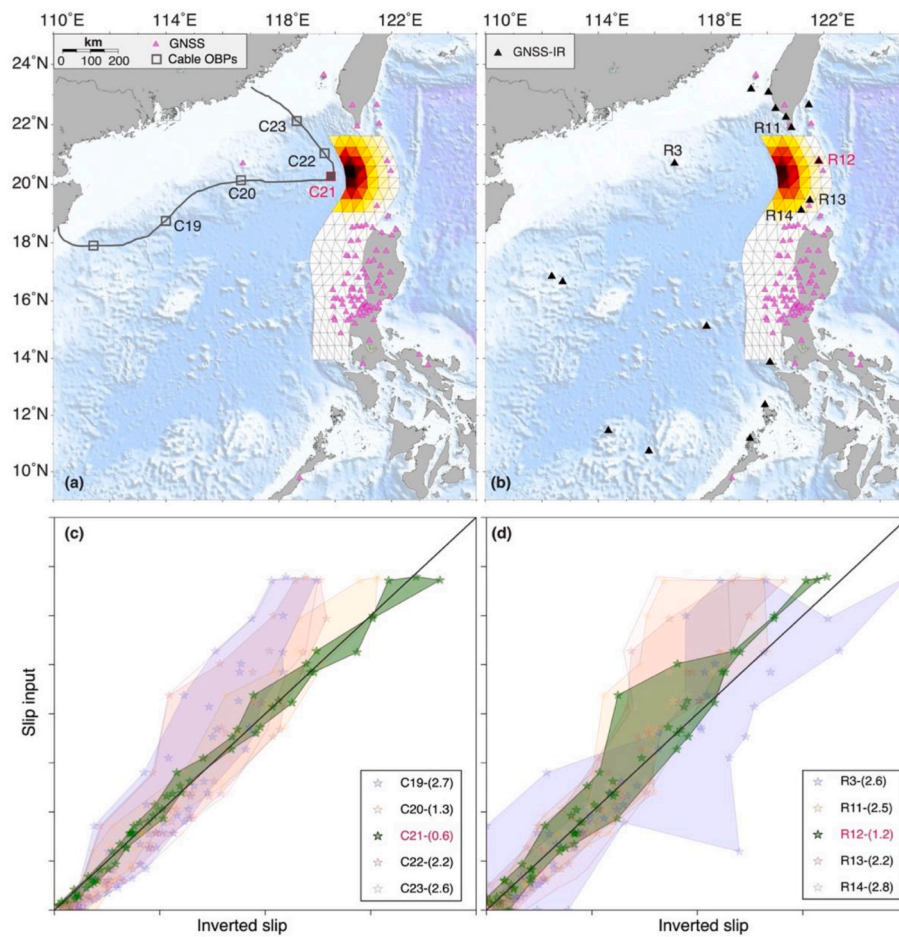 110°E 114°E 118°E 122°E
110°E 114°E 118°E 122°E
24°N
22°N
20°N
18°N
16°N
14°N
12°N
10°N
km
0 100 200
GNSS
Cable OBPs
C23
C22
C21
C20
C19
(a)
GNSS-IR
R11
R3
R12
R13
R14
(b)
(c)
Slip input
Inverted slip
C19-(2.7)
C20-(1.3)
C21-(0.6)
C22-(2.2)
C23-(2.6)
(d)
Inverted slip
R3-(2.6)
R11-(2.5)
R12-(1.2)
R13-(2.2)
R14-(2.8)